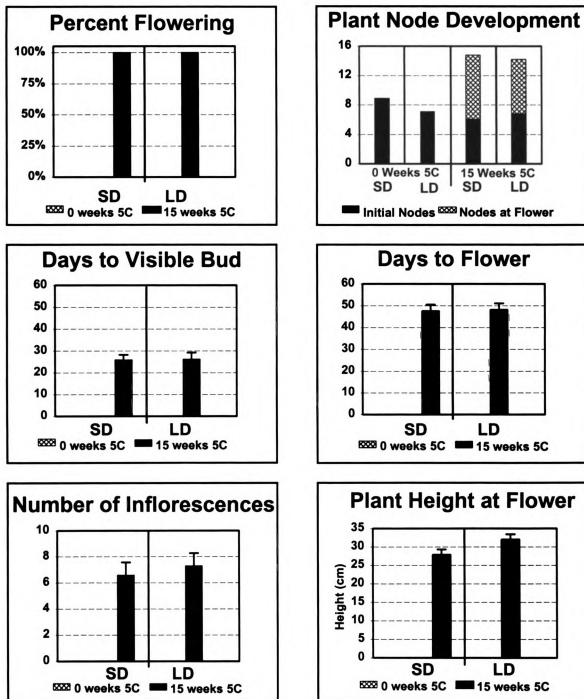 Percent Flowering
100%
75%
50%
25%
0%
SD LD
0 weeks 5C 15 weeks 5C
Plant Node Development
16
12
8
4
0
0 Weeks 5C 15 Weeks 5C
SD LD SD LD
Initial Nodes Nodes at Flower
Days to Visible Bud
60
50
40
30
20
10
0
SD LD
0 weeks 5C 15 weeks 5C
Days to Flower
60
50
40
30
20
10
0
SD LD
0 weeks 5C 15 weeks 5C
Number of Inflorescences
10
8
6
4
2
0
SD LD
0 weeks 5C 15 weeks 5C
Plant Height at Flower
Height (cm)
35
30
25
20
15
10
5
0
SD LD
0 weeks 5C 15 weeks 5C